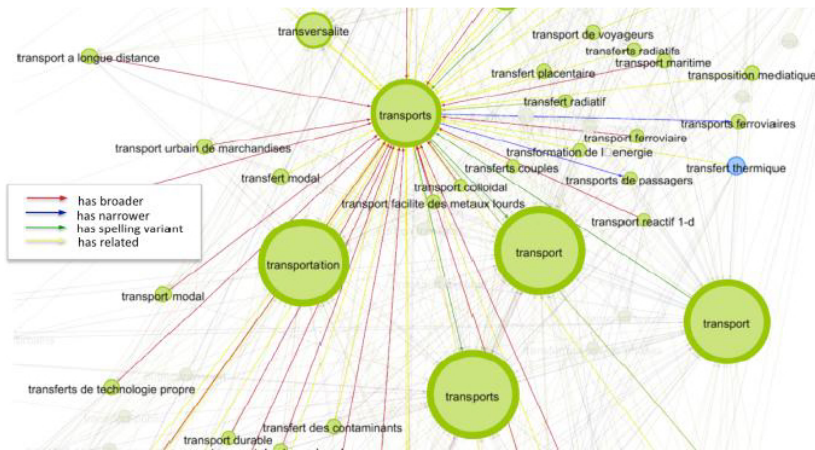 transversalite
transport de voyageurs
transferts radiatifs
transport a longue distance
transport maritime
transfert placentaire
transposition mediatique
transfert radiatif
transports
transports ferroviaires
transport ferroviaire
transport urbain de marchandises
transformation de l
energie
transferts couples
transfert thermique
transfert modal
transports de passagers
transport colloidal
has broader
transport facilite des metaux lourds
has narrower
transport reactif 1-d
has spelling variant
has related
transport
transportation
transport modal
transport
transferts de technologie propre
transports
transfert des contaminants
transport durable